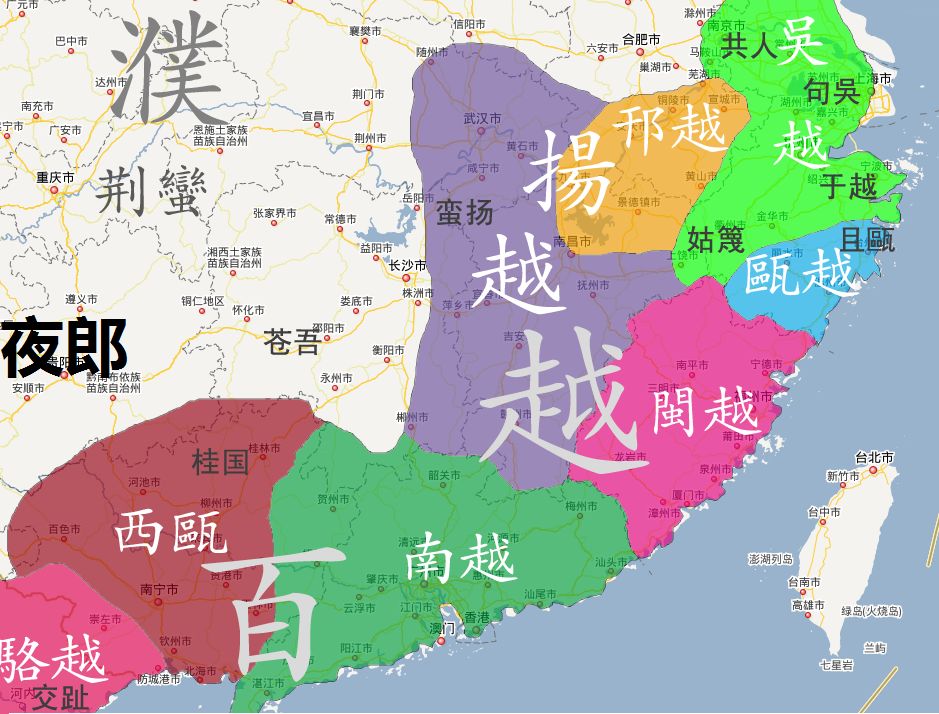 广元市
滁州市
巴中市
襄樊市
信阳市
南京市
共人
吳
随州市
六安市
合肥市
巢湖市
芜湖市
濮
达州市
荆门市
句吳
上海市
南充市
宜昌市
武汉市
铜陵市
宣城市
湖州市
嘉兴市
广安市
恩施土家族
苗族自治州
荆州市
黄石市
邗越
越
宁波市
重庆市
荆蠻
咸宁市
揚
黄山市
于越
张家界市
常德市
岳阳市
蛮扬
景德镇市
金华市
衢州市
姑篾
且甌
湘西土家族
苗族自治州
益阳市
长沙市
南昌市
上饶市
甌越
铜仁地区
株洲市
越
抚州市
遵义市
怀化市
娄底市
萍乡市
夜郎
苍吾
邵阳市
吉安
贵阳市
衡阳市
南平市
宁德市
安顺市
黔南布依族
苗族自治州
永州市
三明市
越
閩越
福州市
郴州市
莆田市
桂国
桂林市
龙岩市
泉州市
台北市
河池市
韶关市
新竹市
贺州市
梅州市
厦门市
柳州市
漳州市
台中市
百色市
西甌
南越
清远
汕头市
澎湖列岛
南宁市
贵港市
百
肇庆市
惠州市
台南市
云浮市
江门市
汕尾市
高雄市
绿岛(火烧岛)
崇左市
澳门
香港
钦州市
阳江市
兰屿
駱越
七星岩
防城港市
北海市
湛江市
河内
交趾